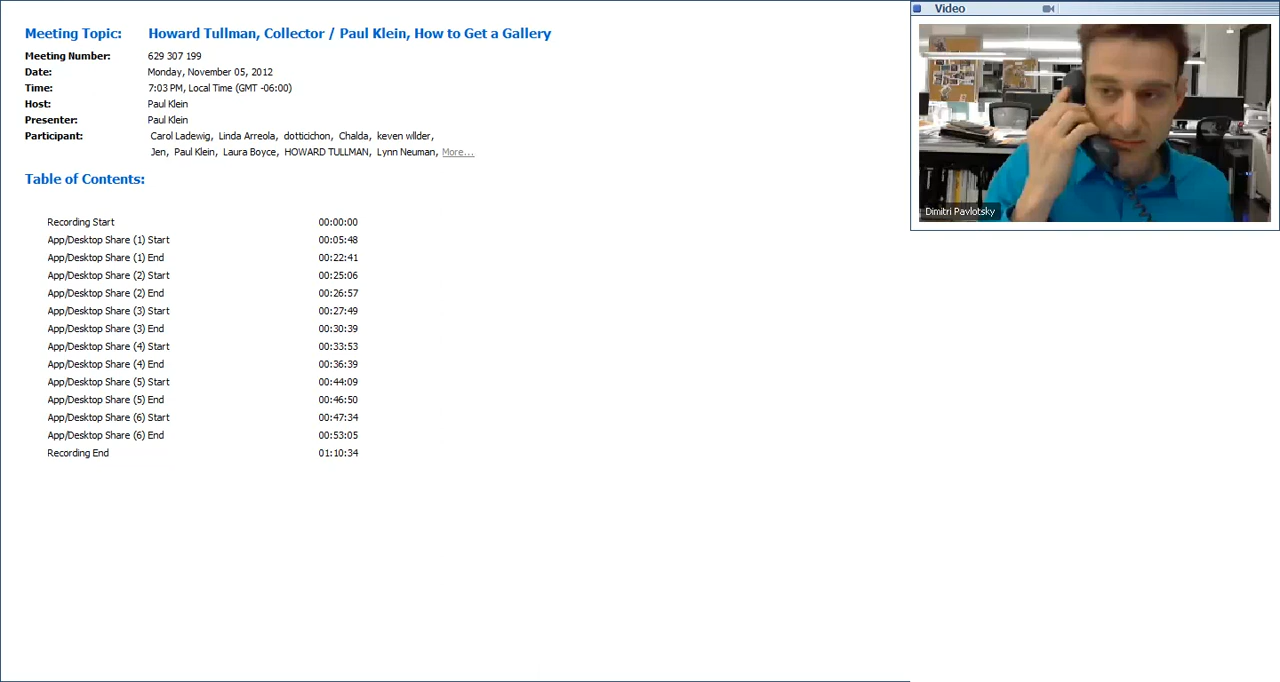 Video
Meeting Topic: Howard Tullman, Collector / Paul Klein, How to Get a Gallery
Meeting Number: 629 307 199
Date: Monday, November 05, 2012
Time: 7:03 PM, Local Time (GMT -06:00)
Host: Paul Klein
Presenter: Paul Klein
Participant: Carol Ladewig, Linda Arreola, dotticichon, Chalda, keven wilder,
Jen, Paul Klein, Laura Boyce, HOWARD TULLMAN, Lynn Neuman, More...
Table of Contents:
Recording Start 00:00:00
App/Desktop Share (1) Start 00:05:48
App/Desktop Share (1) End 00:22:41
App/Desktop Share (2) Start 00:25:06
App/Desktop Share (2) End 00:26:57
App/Desktop Share (3) Start 00:27:49
App/Desktop Share (3) End 00:30:39
App/Desktop Share (4) Start 00:33:53
App/Desktop Share (4) End 00:36:39
App/Desktop Share (5) Start 00:44:09
App/Desktop Share (5) End 00:46:50
App/Desktop Share (6) Start 00:47:34
App/Desktop Share (6) End 00:53:05
Recording End 01:10:34
Dimitri Pavlotsky